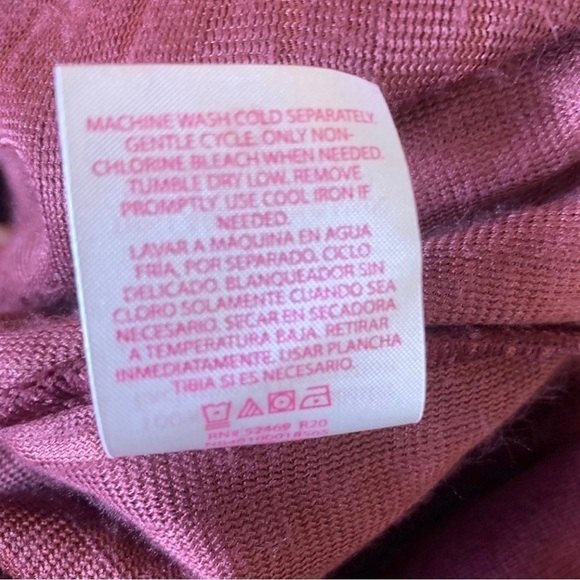 MACHINE WASH COLD SEPARATELY.
GENTLE CYCLE. ONLY NON-
CHLORINE BLEACH WHEN NEEDED.
TUMBLE DRY LOW. REMOVE
PROMPTLY. USE COOL IRON IF
NEEDED.
LAVAR A MAQUINA EN AGUA
FRIA, POR SEPARADO, CICLO
DELICADO. BLANQUEADOR SIN
CLORO SOLAMENTE CUANDO SEA
NECESARIO. SECAR EN SECADORA
A TEMPERATURA BAJA. RETIRAR
INMEDIATAMENTE. USAR PLANCHA
TIBIA SI ES NECESARIO.
RN# 52469 R20